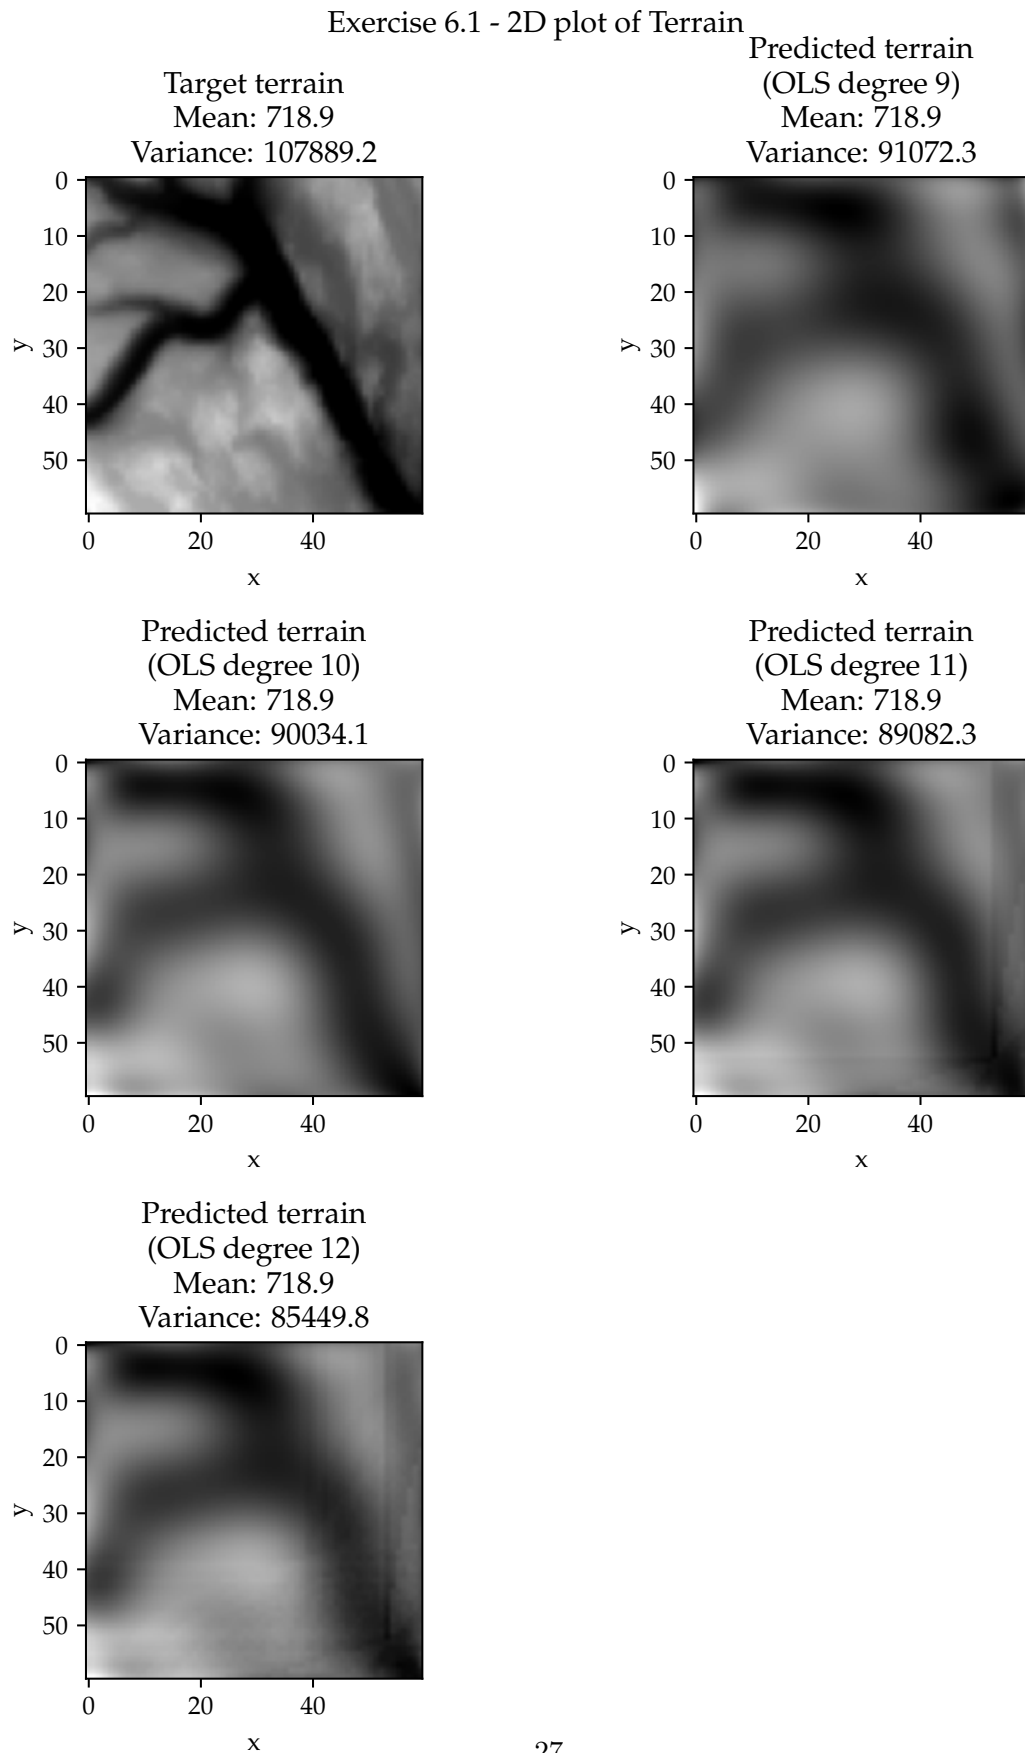 Exercise 6.1 - 2D plot of Terrain
Target terrain
Mean: 718.9
Variance: 107889.2
0
10
20
30
40
50
y
0 20 40
x
Predicted terrain
(OLS degree 9)
Mean: 718.9
Variance: 91072.3
0
10
20
30
40
50
y
0 20 40
x
Predicted terrain
(OLS degree 10)
Mean: 718.9
Variance: 90034.1
0
10
20
30
40
50
y
0 20 40
x
Predicted terrain
(OLS degree 11)
Mean: 718.9
Variance: 89082.3
0
10
20
30
40
50
y
0 20 40
x
Predicted terrain
(OLS degree 12)
Mean: 718.9
Variance: 85449.8
0
10
20
30
40
50
y
0 20 40
x
27